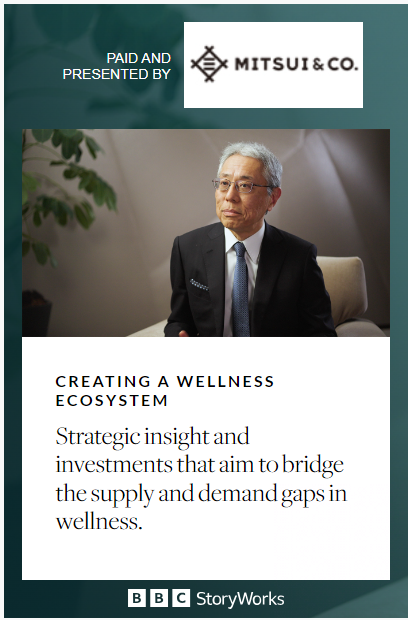 PAID AND
PRESENTED BY
MITSUI & CO.
CREATING A WELLNESS
ECOSYSTEM
Strategic insight and
investments that aim to bridge
the supply and demand gaps in
wellness.
BBC StoryWorks